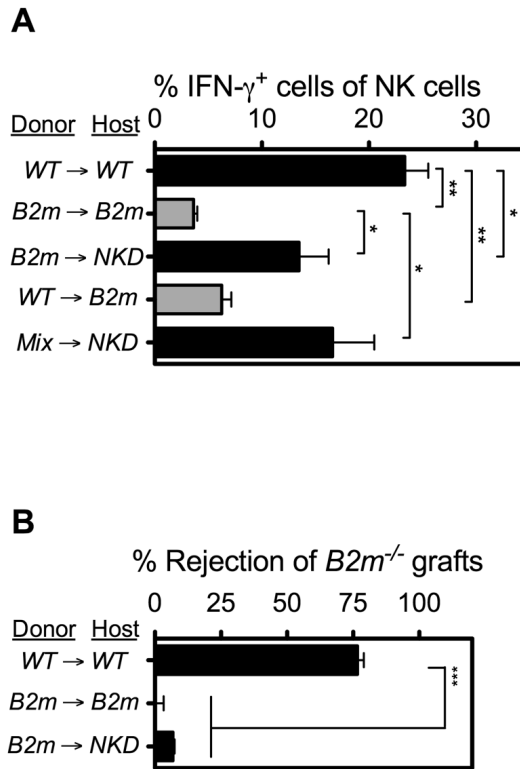 A
% IFN-γ+ cells of NK cells
0 10 20 30
Donor Host
WT → WT
B2m → B2m
B2m → NKD
WT → B2m
Mix → NKD
**
*
**
*
*
B
% Rejection of B2m-/- grafts
0 25 50 75 100
Donor Host
WT → WT
B2m → B2m
B2m → NKD
***